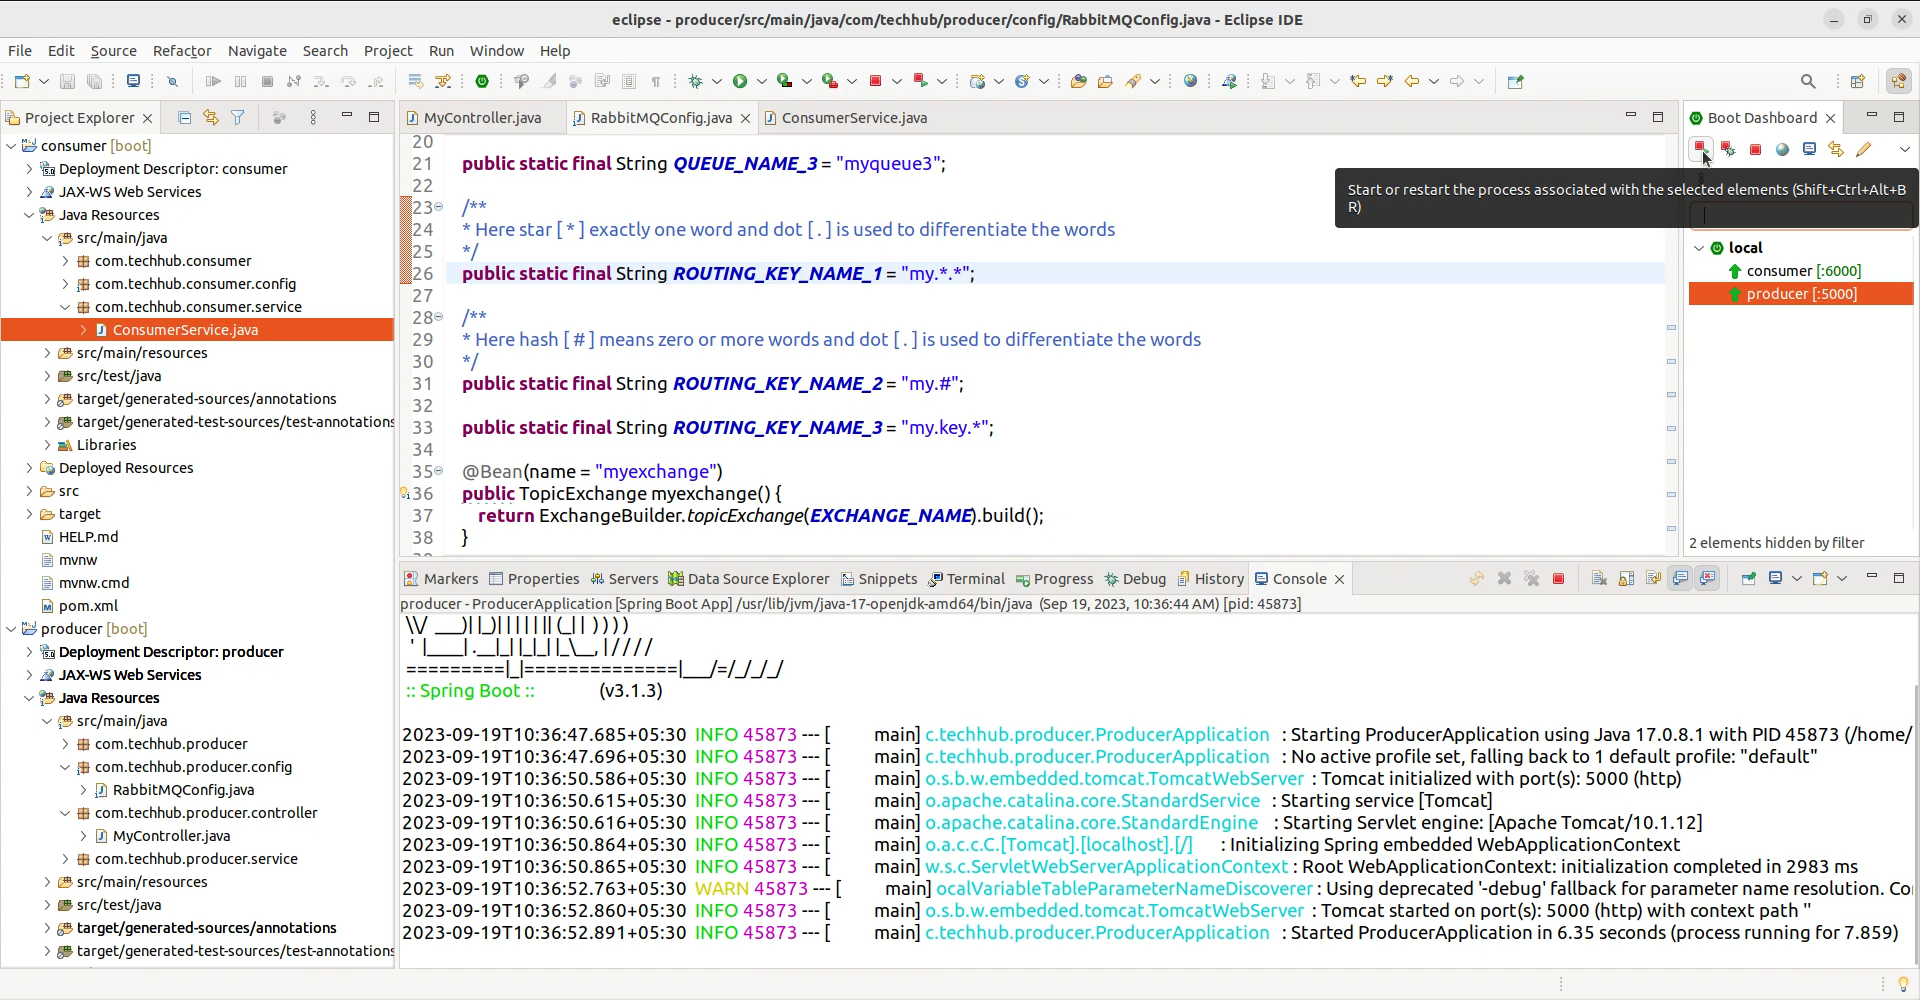 eclipse - producer/src/main/java/com/techhub/producer/config/RabbitMQConfig.java - Eclipse IDE
File Edit Source Refactor Navigate Search Project Run Window Help
Project Explorer
consumer [boot]
Deployment Descriptor: consumer
JAX-WS Web Services
Java Resources
src/main/java
com.techhub.consumer
com.techhub.consumer.config
com.techhub.consumer.service
ConsumerService.java
src/main/resources
src/test/java
target/generated-sources/annotations
target/generated-test-sources/test-annotations
Libraries
Deployed Resources
src
target
HELP.md
mvnw
mvnw.cmd
pom.xml
producer [boot]
Deployment Descriptor: producer
JAX-WS Web Services
Java Resources
src/main/java
com.techhub.producer
com.techhub.producer.config
RabbitMQConfig.java
com.techhub.producer.controller
MyController.java
com.techhub.producer.service
src/main/resources
src/test/java
target/generated-sources/annotations
target/generated-test-sources/test-annotations
MyController.java RabbitMQConfig.java ConsumerService.java
20
21 public static final String QUEUE_NAME_3 = "myqueue3";
22
23 /**
24 * Here star [ * ] exactly one word and dot [ . ] is used to differentiate the words
25 */
26 public static final String ROUTING_KEY_NAME_1 = "my.*.*";
27
28 /**
29 * Here hash [ # ] means zero or more words and dot [ . ] is used to differentiate the words
30 */
31 public static final String ROUTING_KEY_NAME_2 = "my.#";
32
33 public static final String ROUTING_KEY_NAME_3 = "my.key.*";
34
35 @Bean(name = "myexchange")
36 public TopicExchange myexchange() {
37 return ExchangeBuilder.topicExchange(EXCHANGE_NAME).build();
38 }
Boot Dashboard
Start or restart the process associated with the selected elements (Shift+Ctrl+Alt+B
R)
local
consumer [:6000]
producer [:5000]
2 elements hidden by filter
Markers Properties Servers Data Source Explorer Snippets Terminal Progress Debug History Console
producer - ProducerApplication [Spring Boot App] /usr/lib/jvm/java-17-openjdk-amd64/bin/java (Sep 19, 2023, 10:36:44 AM) [pid: 45873]
\\/ ___)| |_)| | | | | || (_| | ) ) ) )
' |____| .__|_| |_|_| |_\__, | / / / /
=========|_|==============|___/=/_/_/_/
:: Spring Boot :: (v3.1.3)
2023-09-19T10:36:47.685+05:30 INFO 45873 --- [ main] c.techhub.producer.ProducerApplication : Starting ProducerApplication using Java 17.0.8.1 with PID 45873 (/home/
2023-09-19T10:36:47.696+05:30 INFO 45873 --- [ main] c.techhub.producer.ProducerApplication : No active profile set, falling back to 1 default profile: "default"
2023-09-19T10:36:50.586+05:30 INFO 45873 --- [ main] o.s.b.w.embedded.tomcat.TomcatWebServer : Tomcat initialized with port(s): 5000 (http)
2023-09-19T10:36:50.615+05:30 INFO 45873 --- [ main] o.apache.catalina.core.StandardService : Starting service [Tomcat]
2023-09-19T10:36:50.616+05:30 INFO 45873 --- [ main] o.apache.catalina.core.StandardEngine : Starting Servlet engine: [Apache Tomcat/10.1.12]
2023-09-19T10:36:50.864+05:30 INFO 45873 --- [ main] o.a.c.c.C.[Tomcat].[localhost].[/] : Initializing Spring embedded WebApplicationContext
2023-09-19T10:36:50.865+05:30 INFO 45873 --- [ main] w.s.c.ServletWebServerApplicationContext : Root WebApplicationContext: initialization completed in 2983 ms
2023-09-19T10:36:52.763+05:30 WARN 45873 --- [ main] ocalVariableTableParameterNameDiscoverer : Using deprecated '-debug' fallback for parameter name resolution. Co
2023-09-19T10:36:52.860+05:30 INFO 45873 --- [ main] o.s.b.w.embedded.tomcat.TomcatWebServer : Tomcat started on port(s): 5000 (http) with context path ''
2023-09-19T10:36:52.891+05:30 INFO 45873 --- [ main] c.techhub.producer.ProducerApplication : Started ProducerApplication in 6.35 seconds (process running for 7.859)